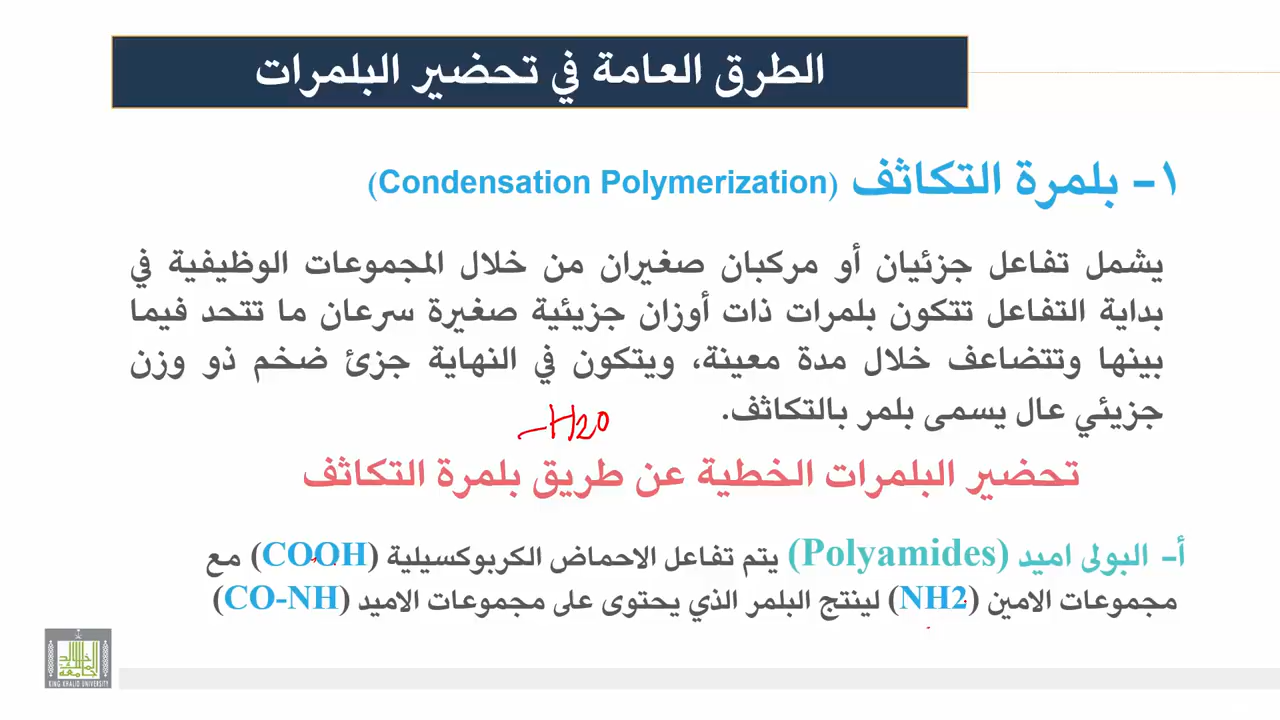 الطرق العامة في تحضير البلمرات
١- بلمرة التكاثف (Condensation Polymerization)
يشمل تفاعل جزئيان أو مركبان صغيران من خلال المجموعات الوظيفية في
بداية التفاعل تتكون بلمرات ذات أوزان جزيئية صغيرة سرعان ما تتحد فيما
بينها وتتضاعف خلال مدة معينة، ويتكون في النهاية جزئ ضخم ذو وزن
جزيئي عال يسمى بلمر بالتكاثف.
-H2O
تحضير البلمرات الخطية عن طريق بلمرة التكاثف
أ- البولى اميد (Polyamides) يتم تفاعل الاحماض الكربوكسيلية (COOH) مع
مجموعات الامين (NH2) لينتج البلمر الذي يحتوى على مجموعات الاميد (CO-NH)
KING KHALID UNIVERSITY